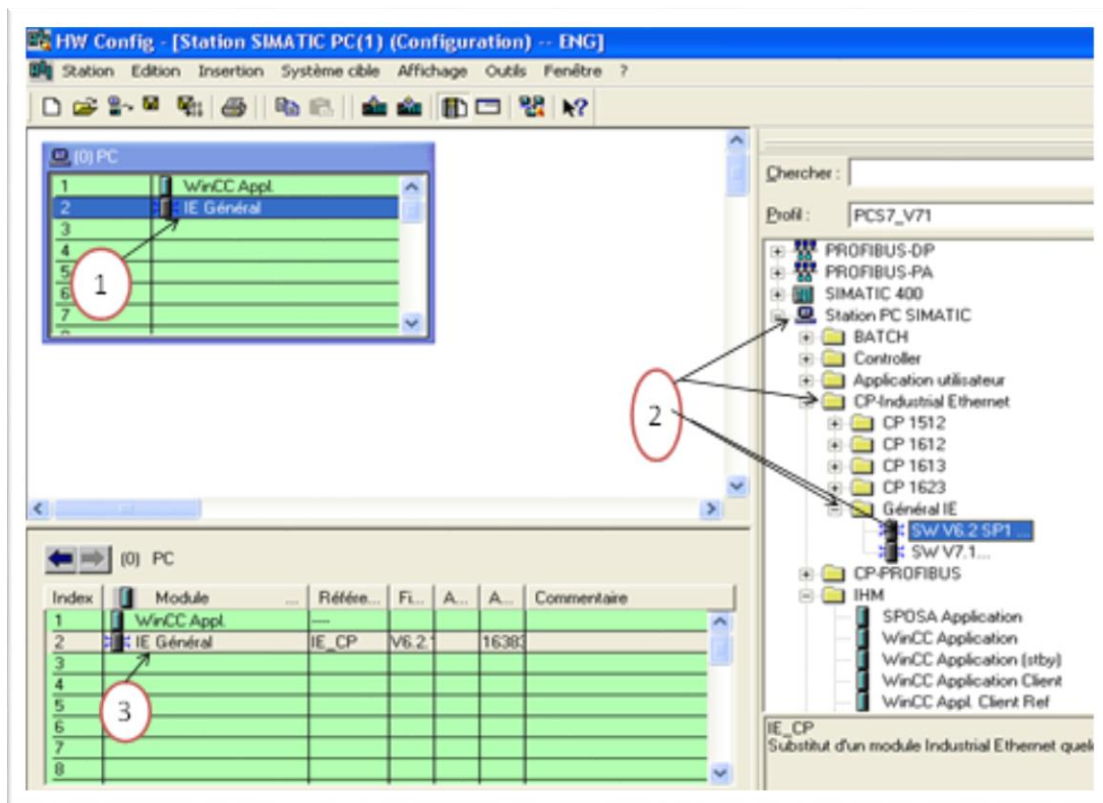 HW Config - [Station SIMATIC PC(1) (Configuration) -- ENG]
Station Edition Insertion Système cible Affichage Outils Fenêtre ?
(0) PC
1 WinCC Appl.
2 IE Général
3
4
5
6
7
1
Chercher :
Profil : PCS7_V71
PROFIBUS-DP
PROFIBUS-PA
SIMATIC 400
Station PC SIMATIC
BATCH
Controller
Application utilisateur
CP-Industrial Ethernet
CP 1512
CP 1612
CP 1613
CP 1623
Général IE
SW V6.2 SP1 ...
SW V7.1...
CP-PROFIBUS
IHM
SPOSA Application
WinCC Application
WinCC Application (stby)
WinCC Application Client
WinCC Appl. Client Ref
2
(0) PC
Index Module ... Référe... Fi... A... A... Commentaire
1 WinCC Appl. ----
2 IE Général IE_CP V6.2. 16383
3
4
5
6
7
8
3
IE_CP
Substitut d'un module Industrial Ethernet quel